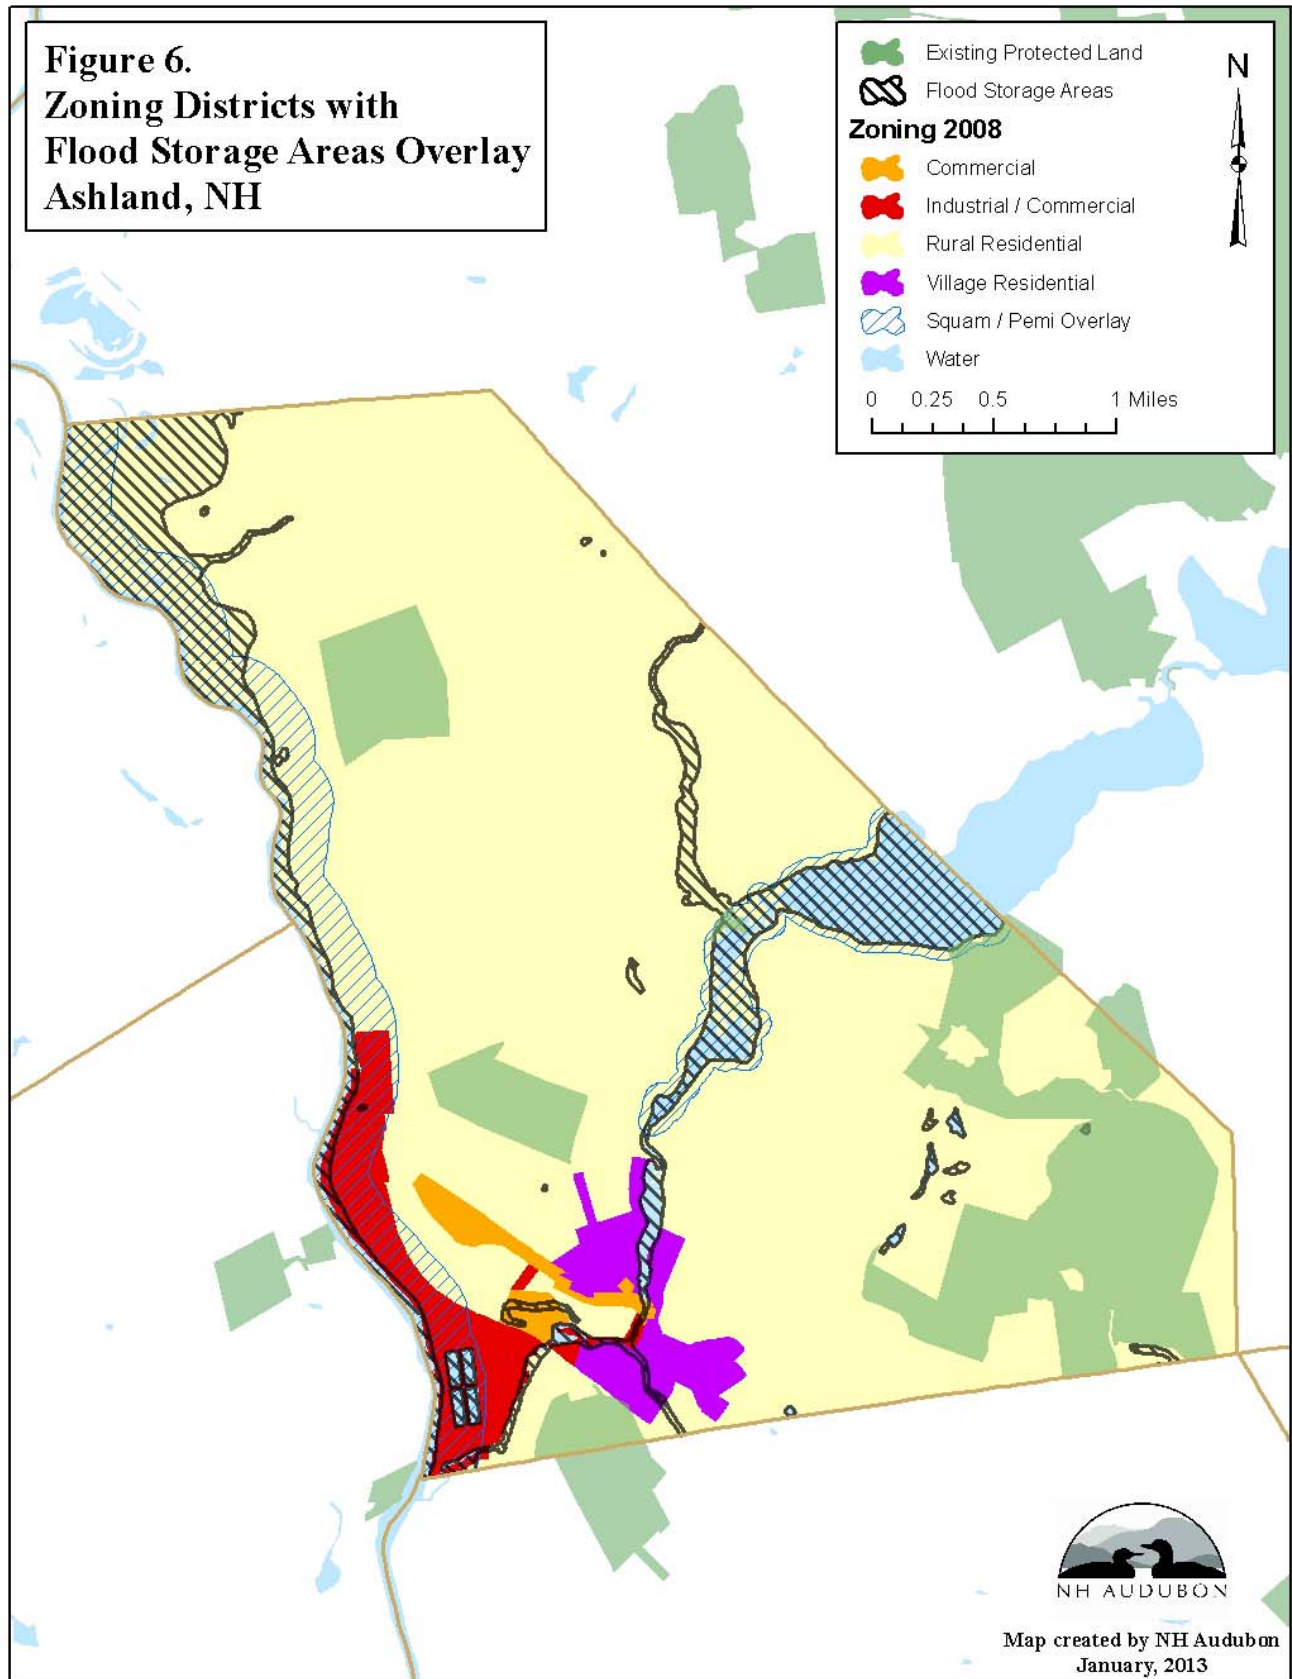 Figure 6.
Zoning Districts with
Flood Storage Areas Overlay
Ashland, NH
Existing Protected Land
Flood Storage Areas
Zoning 2008
Commercial
Industrial / Commercial
Rural Residential
Village Residential
Squam / Pemi Overlay
Water
0 0.25 0.5 1 Miles
N
NH AUDUBON
Map created by NH Audubon
January, 2013